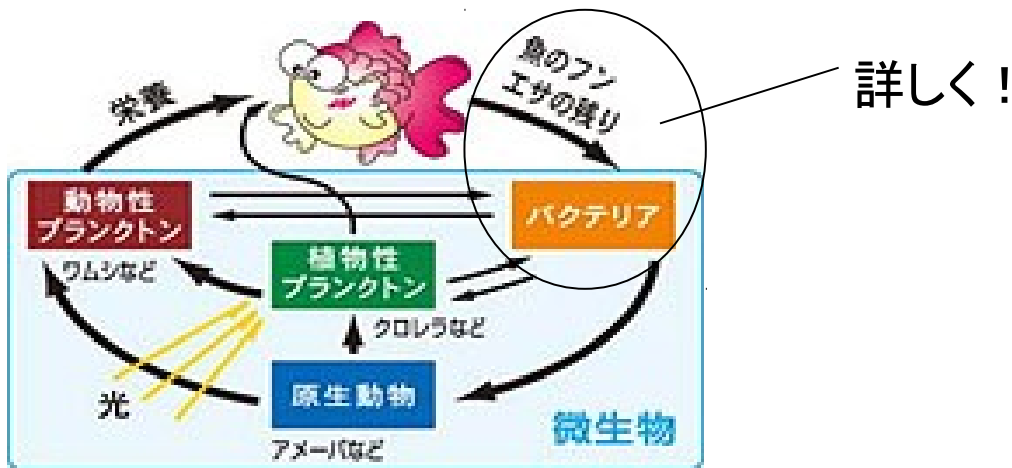 魚のフン
エサの残り
詳しく！
栄養
動物性
プランクトン
ワムシなど
バクテリア
植物性
プランクトン
クロレラなど
光
原生動物
アメーバなど
微生物